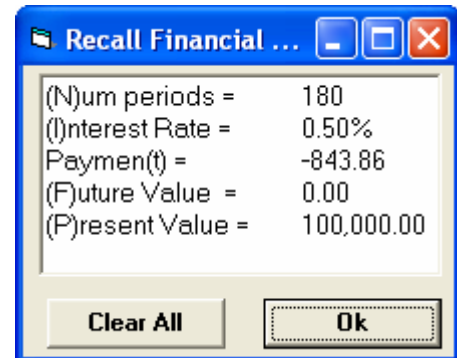 Recall Financial ...
(N)um periods = 180
(I)nterest Rate = 0.50%
Paymen(t) = -843.86
(F)uture Value = 0.00
(P)resent Value = 100,000.00
Clear All Ok